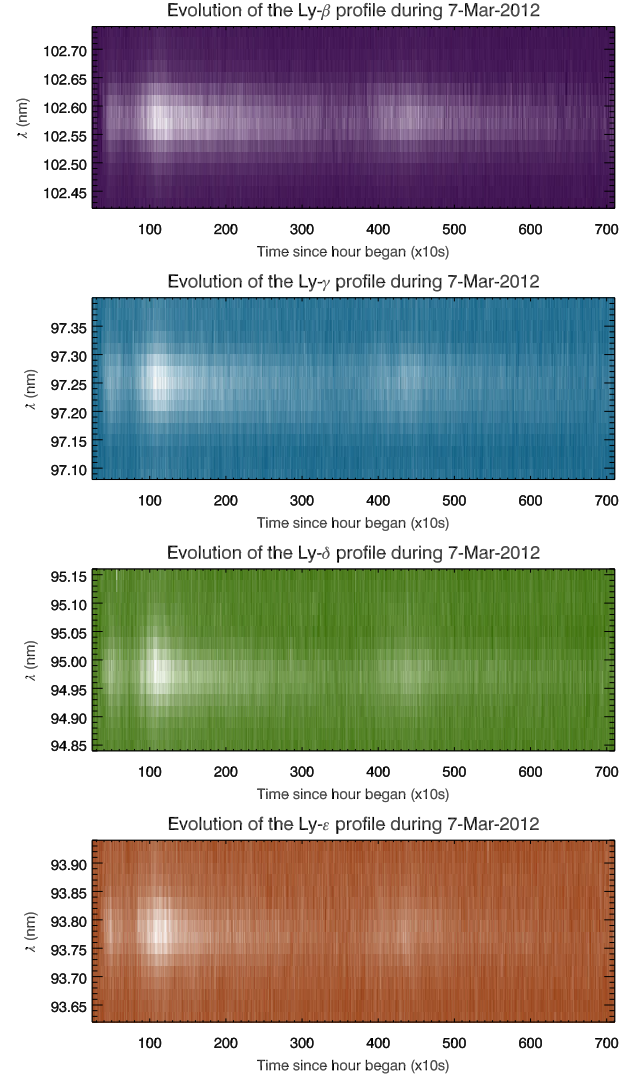 Evolution of the Ly-β profile during 7-Mar-2012
102.70
102.65
102.60
102.55
102.50
102.45
λ (nm)
100 200 300 400 500 600 700
Time since hour began (x10s)
Evolution of the Ly-γ profile during 7-Mar-2012
97.35
97.30
97.25
97.20
97.15
97.10
λ (nm)
100 200 300 400 500 600 700
Time since hour began (x10s)
Evolution of the Ly-δ profile during 7-Mar-2012
95.15
95.10
95.05
95.00
94.95
94.90
94.85
λ (nm)
100 200 300 400 500 600 700
Time since hour began (x10s)
Evolution of the Ly-ε profile during 7-Mar-2012
93.90
93.85
93.80
93.75
93.70
93.65
λ (nm)
100 200 300 400 500 600 700
Time since hour began (x10s)